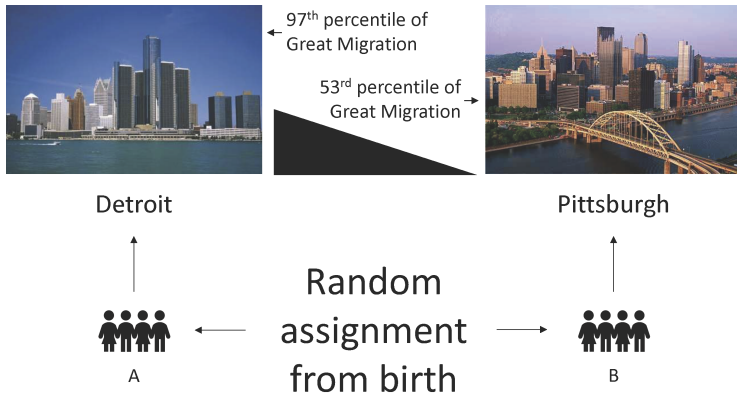 97th percentile of
Great Migration
53rd percentile of
Great Migration
Detroit
Pittsburgh
Random
assignment
from birth
A
B